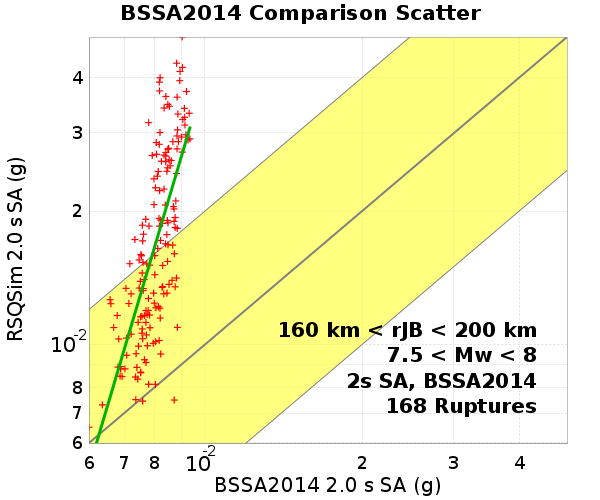 BSSA2014 Comparison Scatter
RSQSim 2.0 s SA (g)
4
3
2
10-2
8
7
6
160 km < rJB < 200 km
7.5 < Mw < 8
2s SA, BSSA2014
168 Ruptures
6 7 8 10-2 2 3 4
BSSA2014 2.0 s SA (g)